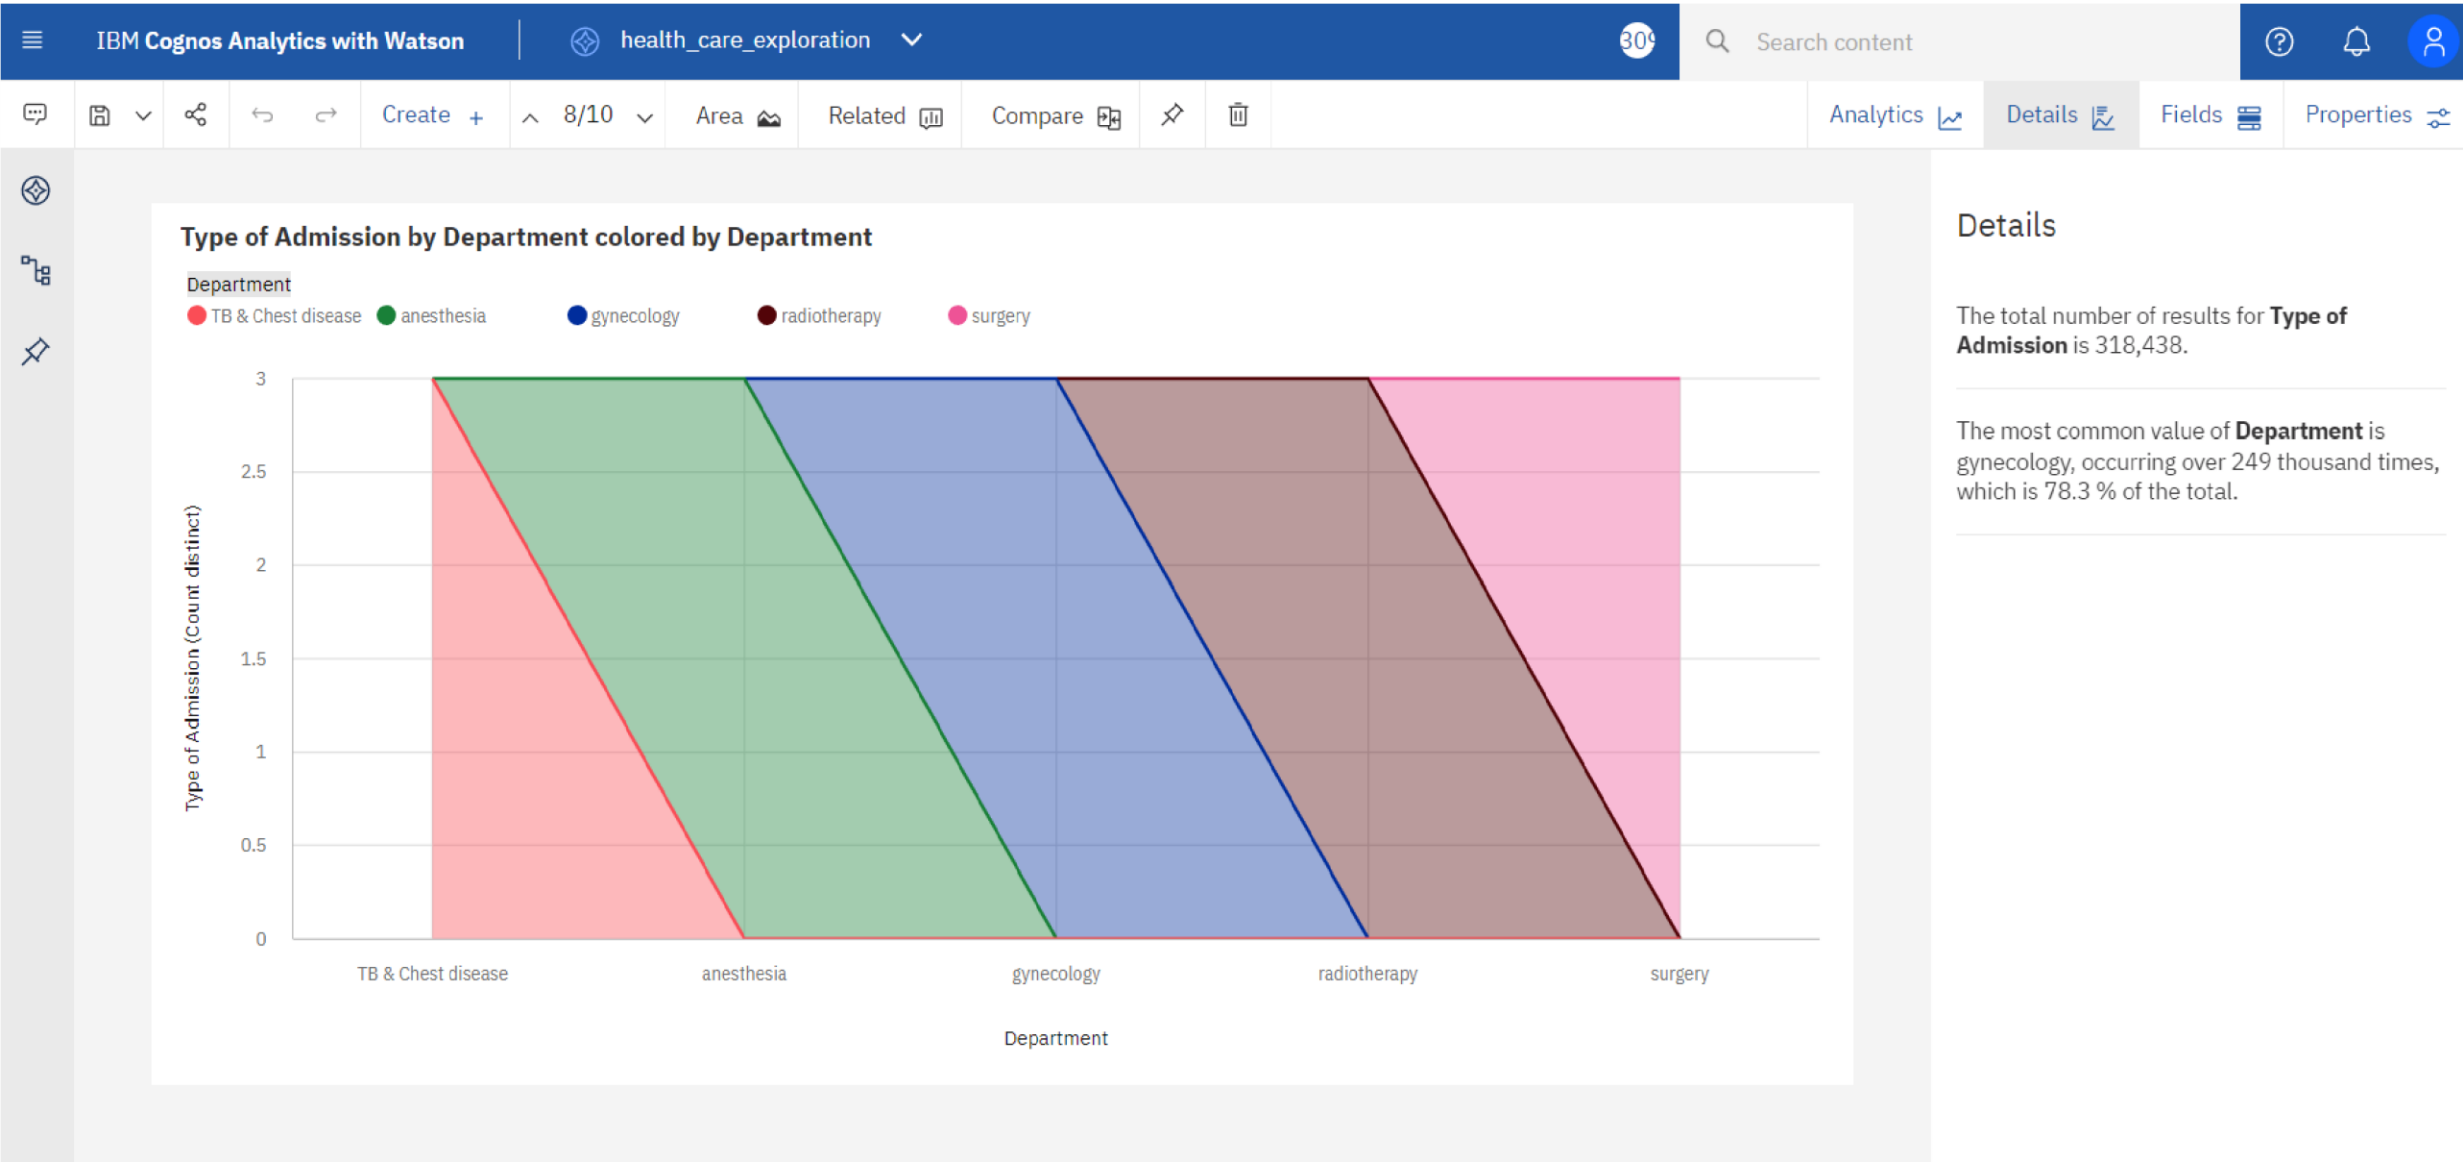 IBM Cognos Analytics with Watson
health_care_exploration
Search content
Create +
8/10
Area
Related
Compare
Analytics
Details
Fields
Properties
Type of Admission by Department colored by Department
Department
TB & Chest disease
anesthesia
gynecology
radiotherapy
surgery
Type of Admission (Count distinct)
3
2.5
2
1.5
1
0.5
0
TB & Chest disease
anesthesia
gynecology
radiotherapy
surgery
Department
Details
The total number of results for Type of
Admission is 318,438.
The most common value of Department is
gynecology, occurring over 249 thousand times,
which is 78.3 % of the total.